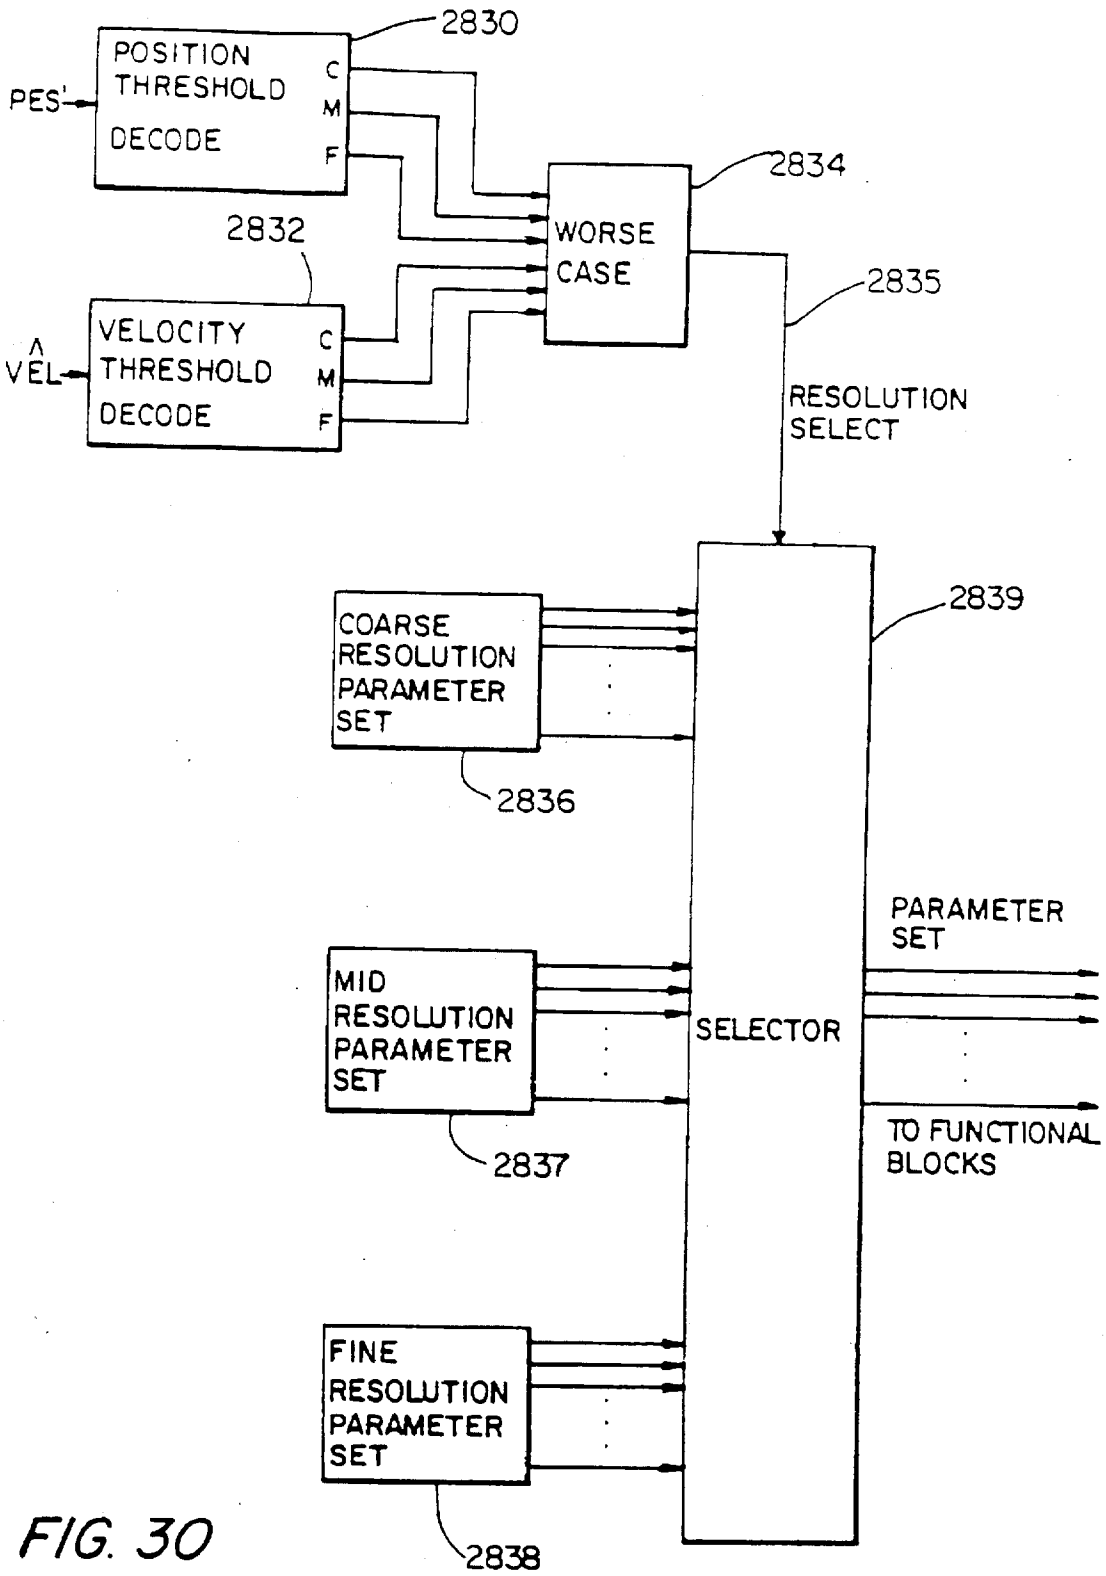 2830
POSITION
THRESHOLD
DECODE
C
M
F
PES'
2832
VELOCITY
THRESHOLD
DECODE
C
M
F
VÊL
WORSE
CASE
2834
2835
RESOLUTION
SELECT
2839
COARSE
RESOLUTION
PARAMETER
SET
2836
MID
RESOLUTION
PARAMETER
SET
2837
SELECTOR
PARAMETER
SET
TO FUNCTIONAL
BLOCKS
FINE
RESOLUTION
PARAMETER
SET
2838
FIG. 30